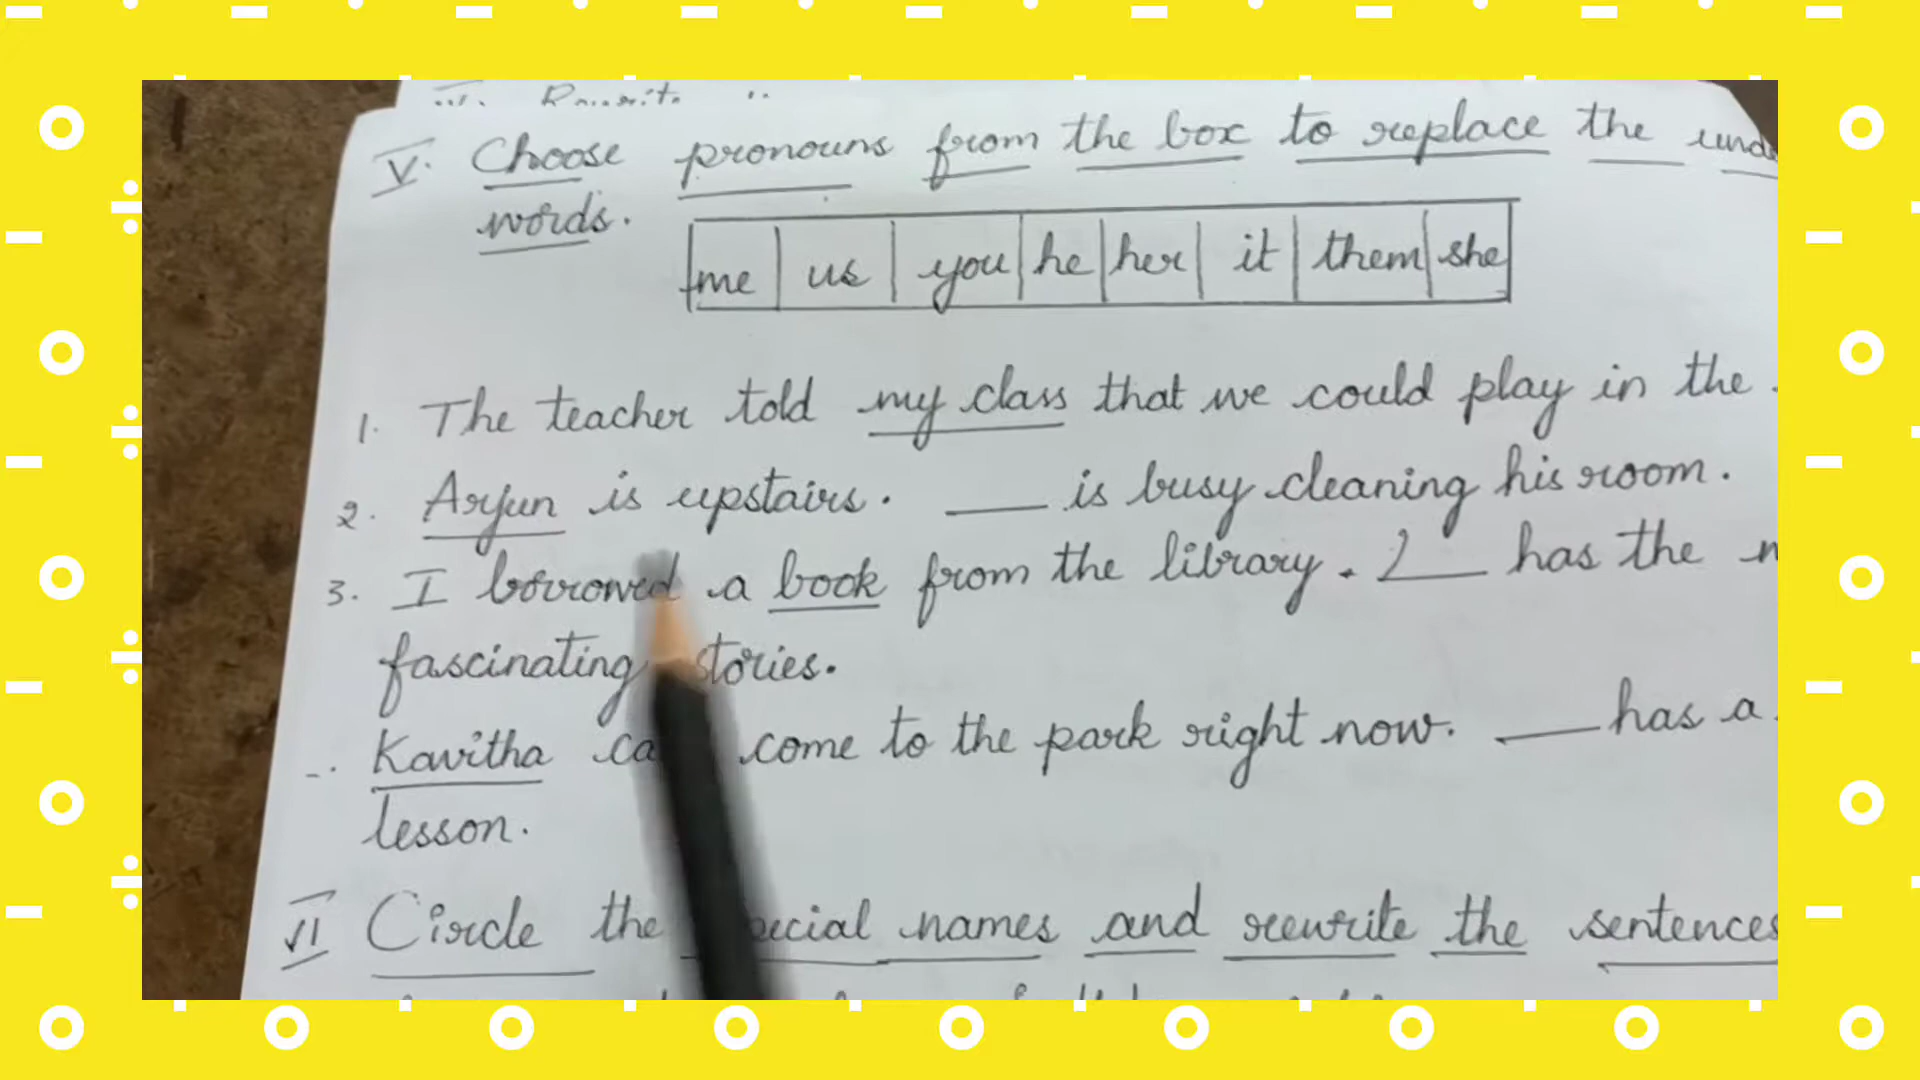 V. Choose pronouns from the box to replace the
words.
me us you he her it them she
1. The teacher told my class that we could play in the
2. Arjun is upstairs. ___ is busy cleaning his room.
3. I borrowed a book from the library. ___ has the
fascinating stories.
Kavitha come to the park right now. ___ has a
lesson.
VI Circle the names and rewrite the sentences